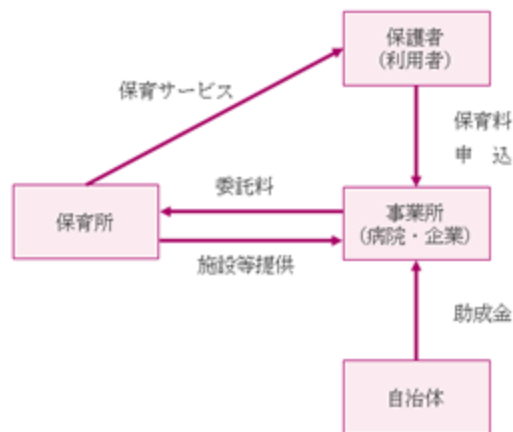 保護者
(利用者)
保育サービス
保育料
申　込
委託料
保育所
事業所
(病院・企業)
施設等提供
助成金
自治体